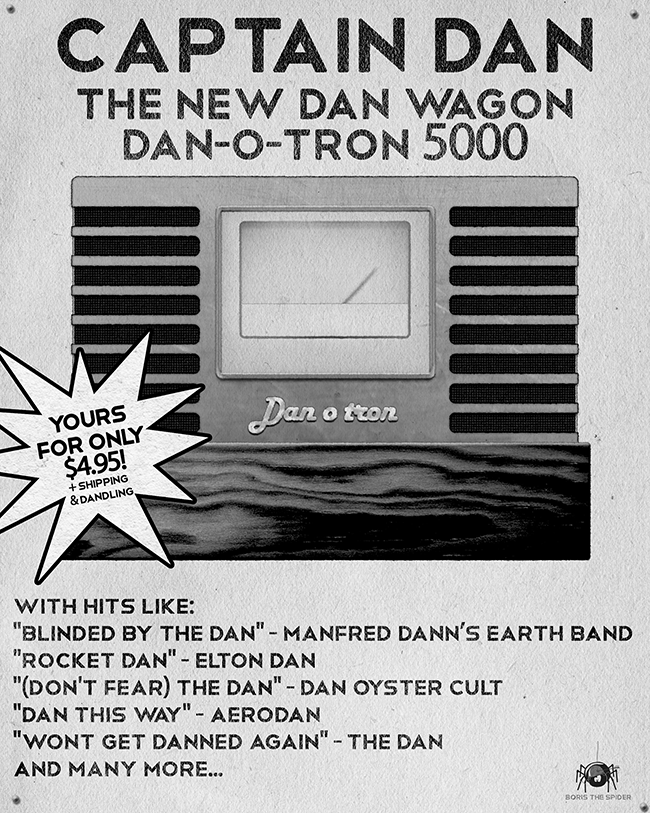 CAPTAIN DAN
THE NEW DAN WAGON
DAN-O-TRON 5000
Dan o tron
YOURS
FOR ONLY
$4.95!
+ SHIPPING
& DANDLING
WITH HITS LIKE:
"BLINDED BY THE DAN" - MANFRED DANN'S EARTH BAND
"ROCKET DAN" - ELTON DAN
"(DON'T FEAR) THE DAN" - DAN OYSTER CULT
"DAN THIS WAY" - AERODAN
"WONT GET DANNED AGAIN" - THE DAN
AND MANY MORE...
BORIS THE SPIDER